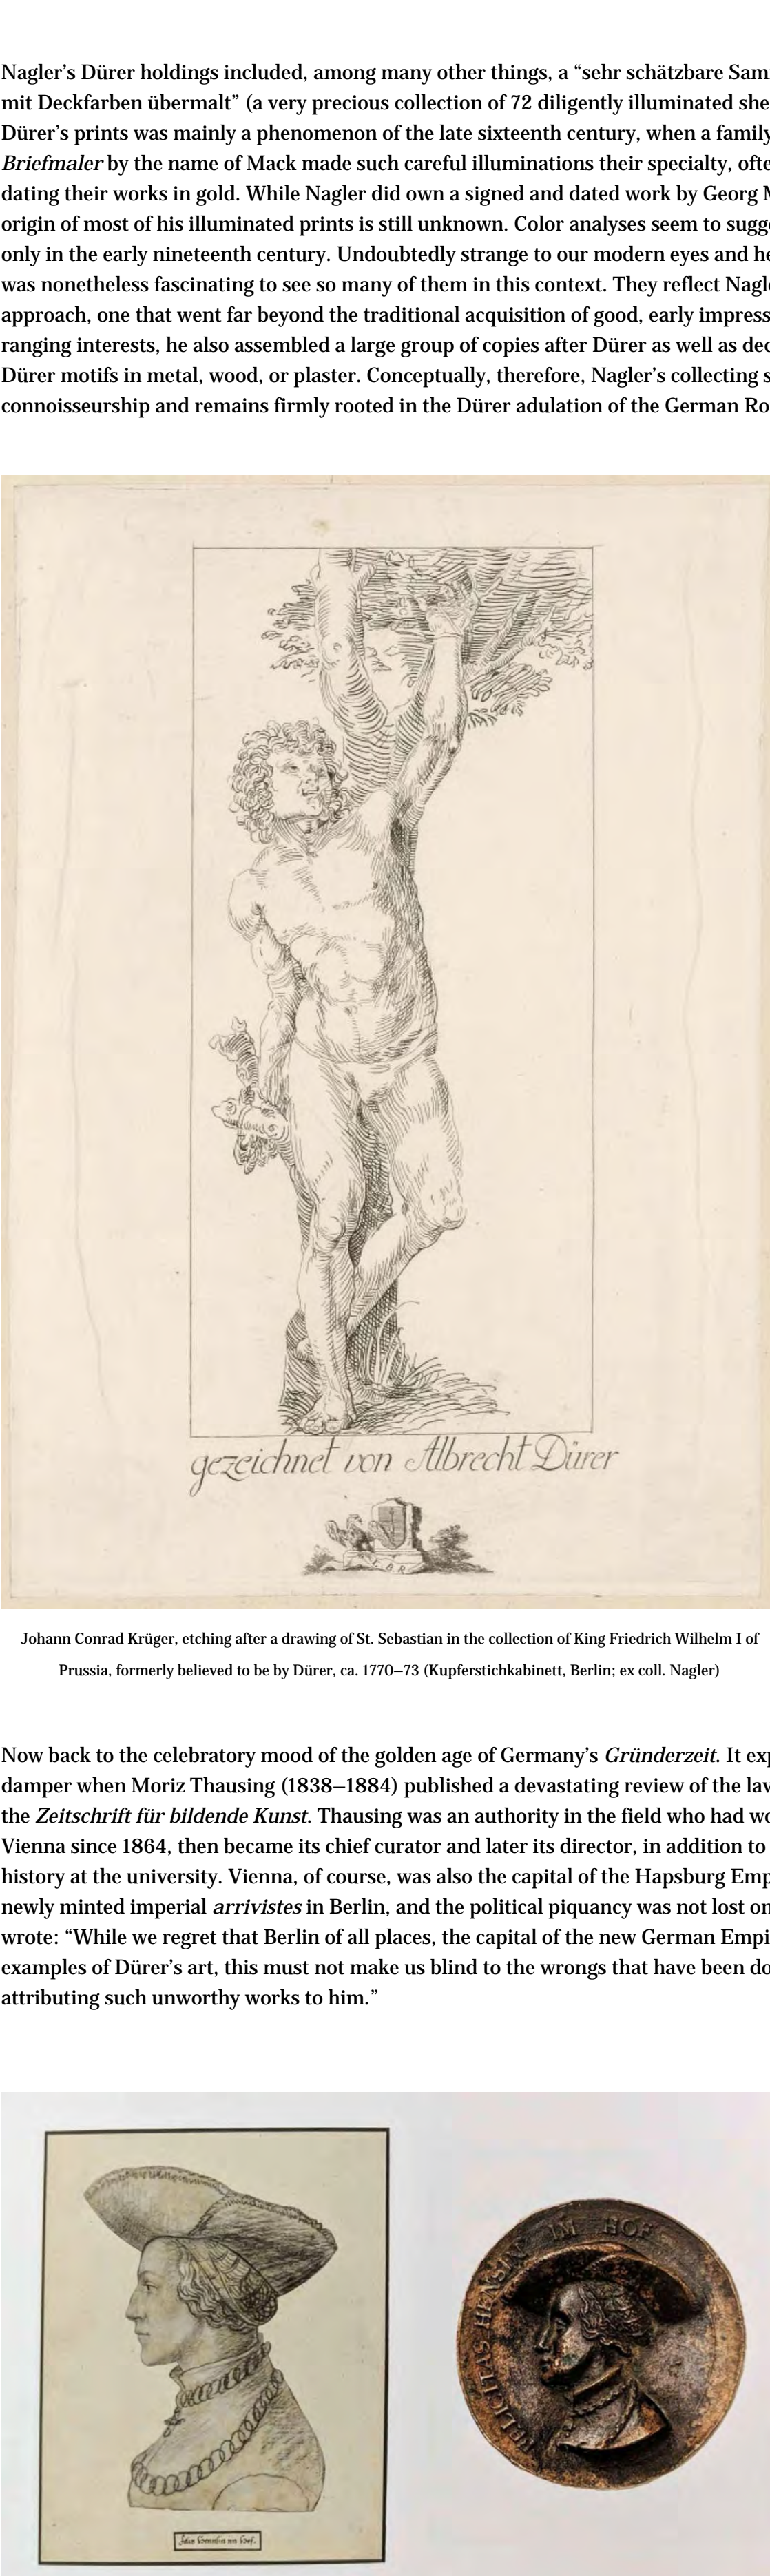 Nagler’s Dürer holdings included, among many other things, a “sehr schätzbare Sam
mit Deckfarben übermalt” (a very precious collection of 72 diligently illuminated she
Dürer’s prints was mainly a phenomenon of the late sixteenth century, when a family
Briefmaler by the name of Mack made such careful illuminations their specialty, ofte
dating their works in gold. While Nagler did own a signed and dated work by Georg M
origin of most of his illuminated prints is still unknown. Color analyses seem to sugge
only in the early nineteenth century. Undoubtedly strange to our modern eyes and he
was nonetheless fascinating to see so many of them in this context. They reflect Nagle
approach, one that went far beyond the traditional acquisition of good, early impress
ranging interests, he also assembled a large group of copies after Dürer as well as dec
Dürer motifs in metal, wood, or plaster. Conceptually, therefore, Nagler’s collecting s
connoisseurship and remains firmly rooted in the Dürer adulation of the German Ro
gezeichnet von Albrecht Dürer
Johann Conrad Krüger, etching after a drawing of St. Sebastian in the collection of King Friedrich Wilhelm I of
Prussia, formerly believed to be by Dürer, ca. 1770–73 (Kupferstichkabinett, Berlin; ex coll. Nagler)
Now back to the celebratory mood of the golden age of Germany’s Gründerzeit. It exp
damper when Moriz Thausing (1838–1884) published a devastating review of the lav
the Zeitschrift für bildende Kunst. Thausing was an authority in the field who had wo
Vienna since 1864, then became its chief curator and later its director, in addition to
history at the university. Vienna, of course, was also the capital of the Hapsburg Emp
newly minted imperial arrivistes in Berlin, and the political piquancy was not lost on
wrote: “While we regret that Berlin of all places, the capital of the new German Empi
examples of Dürer’s art, this must not make us blind to the wrongs that have been do
attributing such unworthy works to him.”
FELICITAS HENSIN IM HOF